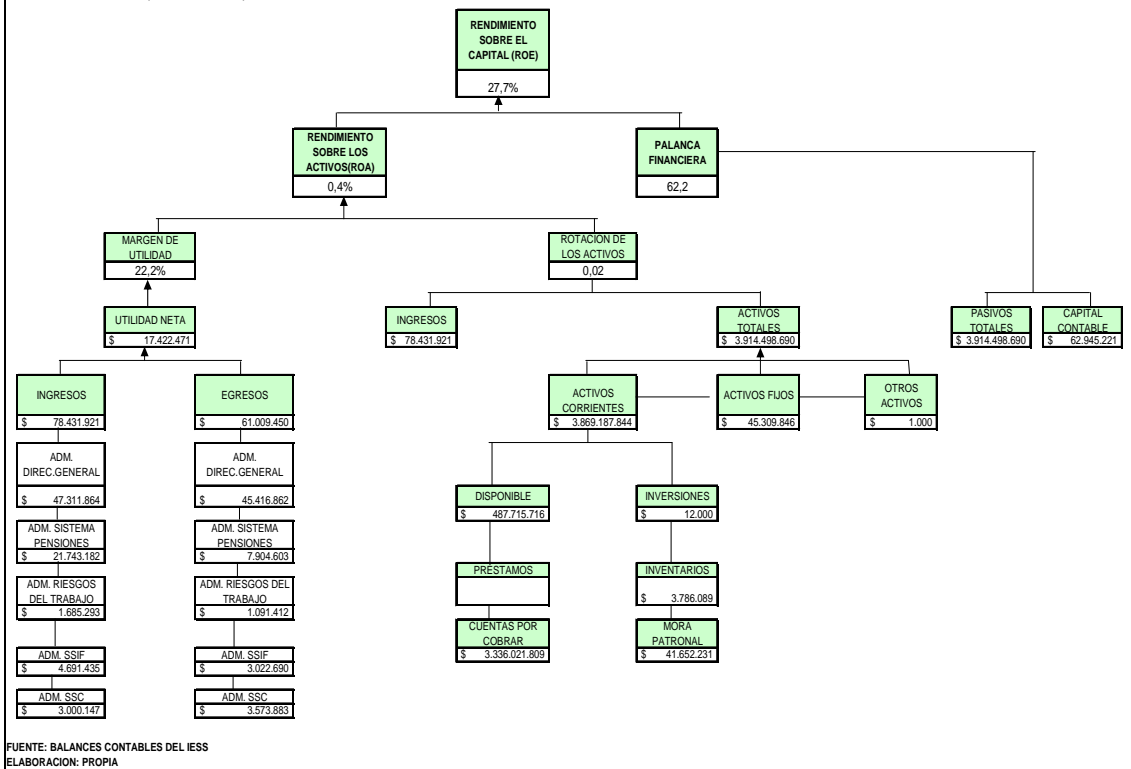 RENDIMIENTO
SOBRE EL
CAPITAL (ROE)
27,7%
RENDIMIENTO
SOBRE LOS
ACTIVOS(ROA)
0,4%
PALANCA
FINANCIERA
62,2
MARGEN DE
UTILIDAD
22,2%
ROTACION DE
LOS ACTIVOS
0,02
UTILIDAD NETA
$ 17.422.471
INGRESOS
$ 78.431.921
ACTIVOS
TOTALES
$ 3.914.498.690
PASIVOS
TOTALES
$ 3.914.498.690
CAPITAL
CONTABLE
$ 62.945.221
INGRESOS
$ 78.431.921
EGRESOS
$ 61.009.450
ACTIVOS
CORRIENTES
$ 3.869.187.844
ACTIVOS FIJOS
$ 45.309.846
OTROS
ACTIVOS
$ 1.000
ADM.
DIREC.GENERAL
$ 47.311.864
ADM.
DIREC.GENERAL
$ 45.416.862
DISPONIBLE
$ 487.715.716
INVERSIONES
$ 12.000
ADM. SISTEMA
PENSIONES
$ 21.743.182
ADM. SISTEMA
PENSIONES
$ 7.904.603
PRÉSTAMOS
INVENTARIOS
$ 3.786.089
ADM. RIESGOS
DEL TRABAJO
$ 1.685.293
ADM. RIESGOS DEL
TRABAJO
$ 1.091.412
CUENTAS POR
COBRAR
$ 3.336.021.809
MORA
PATRONAL
$ 41.652.231
ADM. SSIF
$ 4.691.435
ADM. SSIF
$ 3.022.690
ADM. SSC
$ 3.000.147
ADM. SSC
$ 3.573.883
FUENTE: BALANCES CONTABLES DEL IESS
ELABORACION: PROPIA